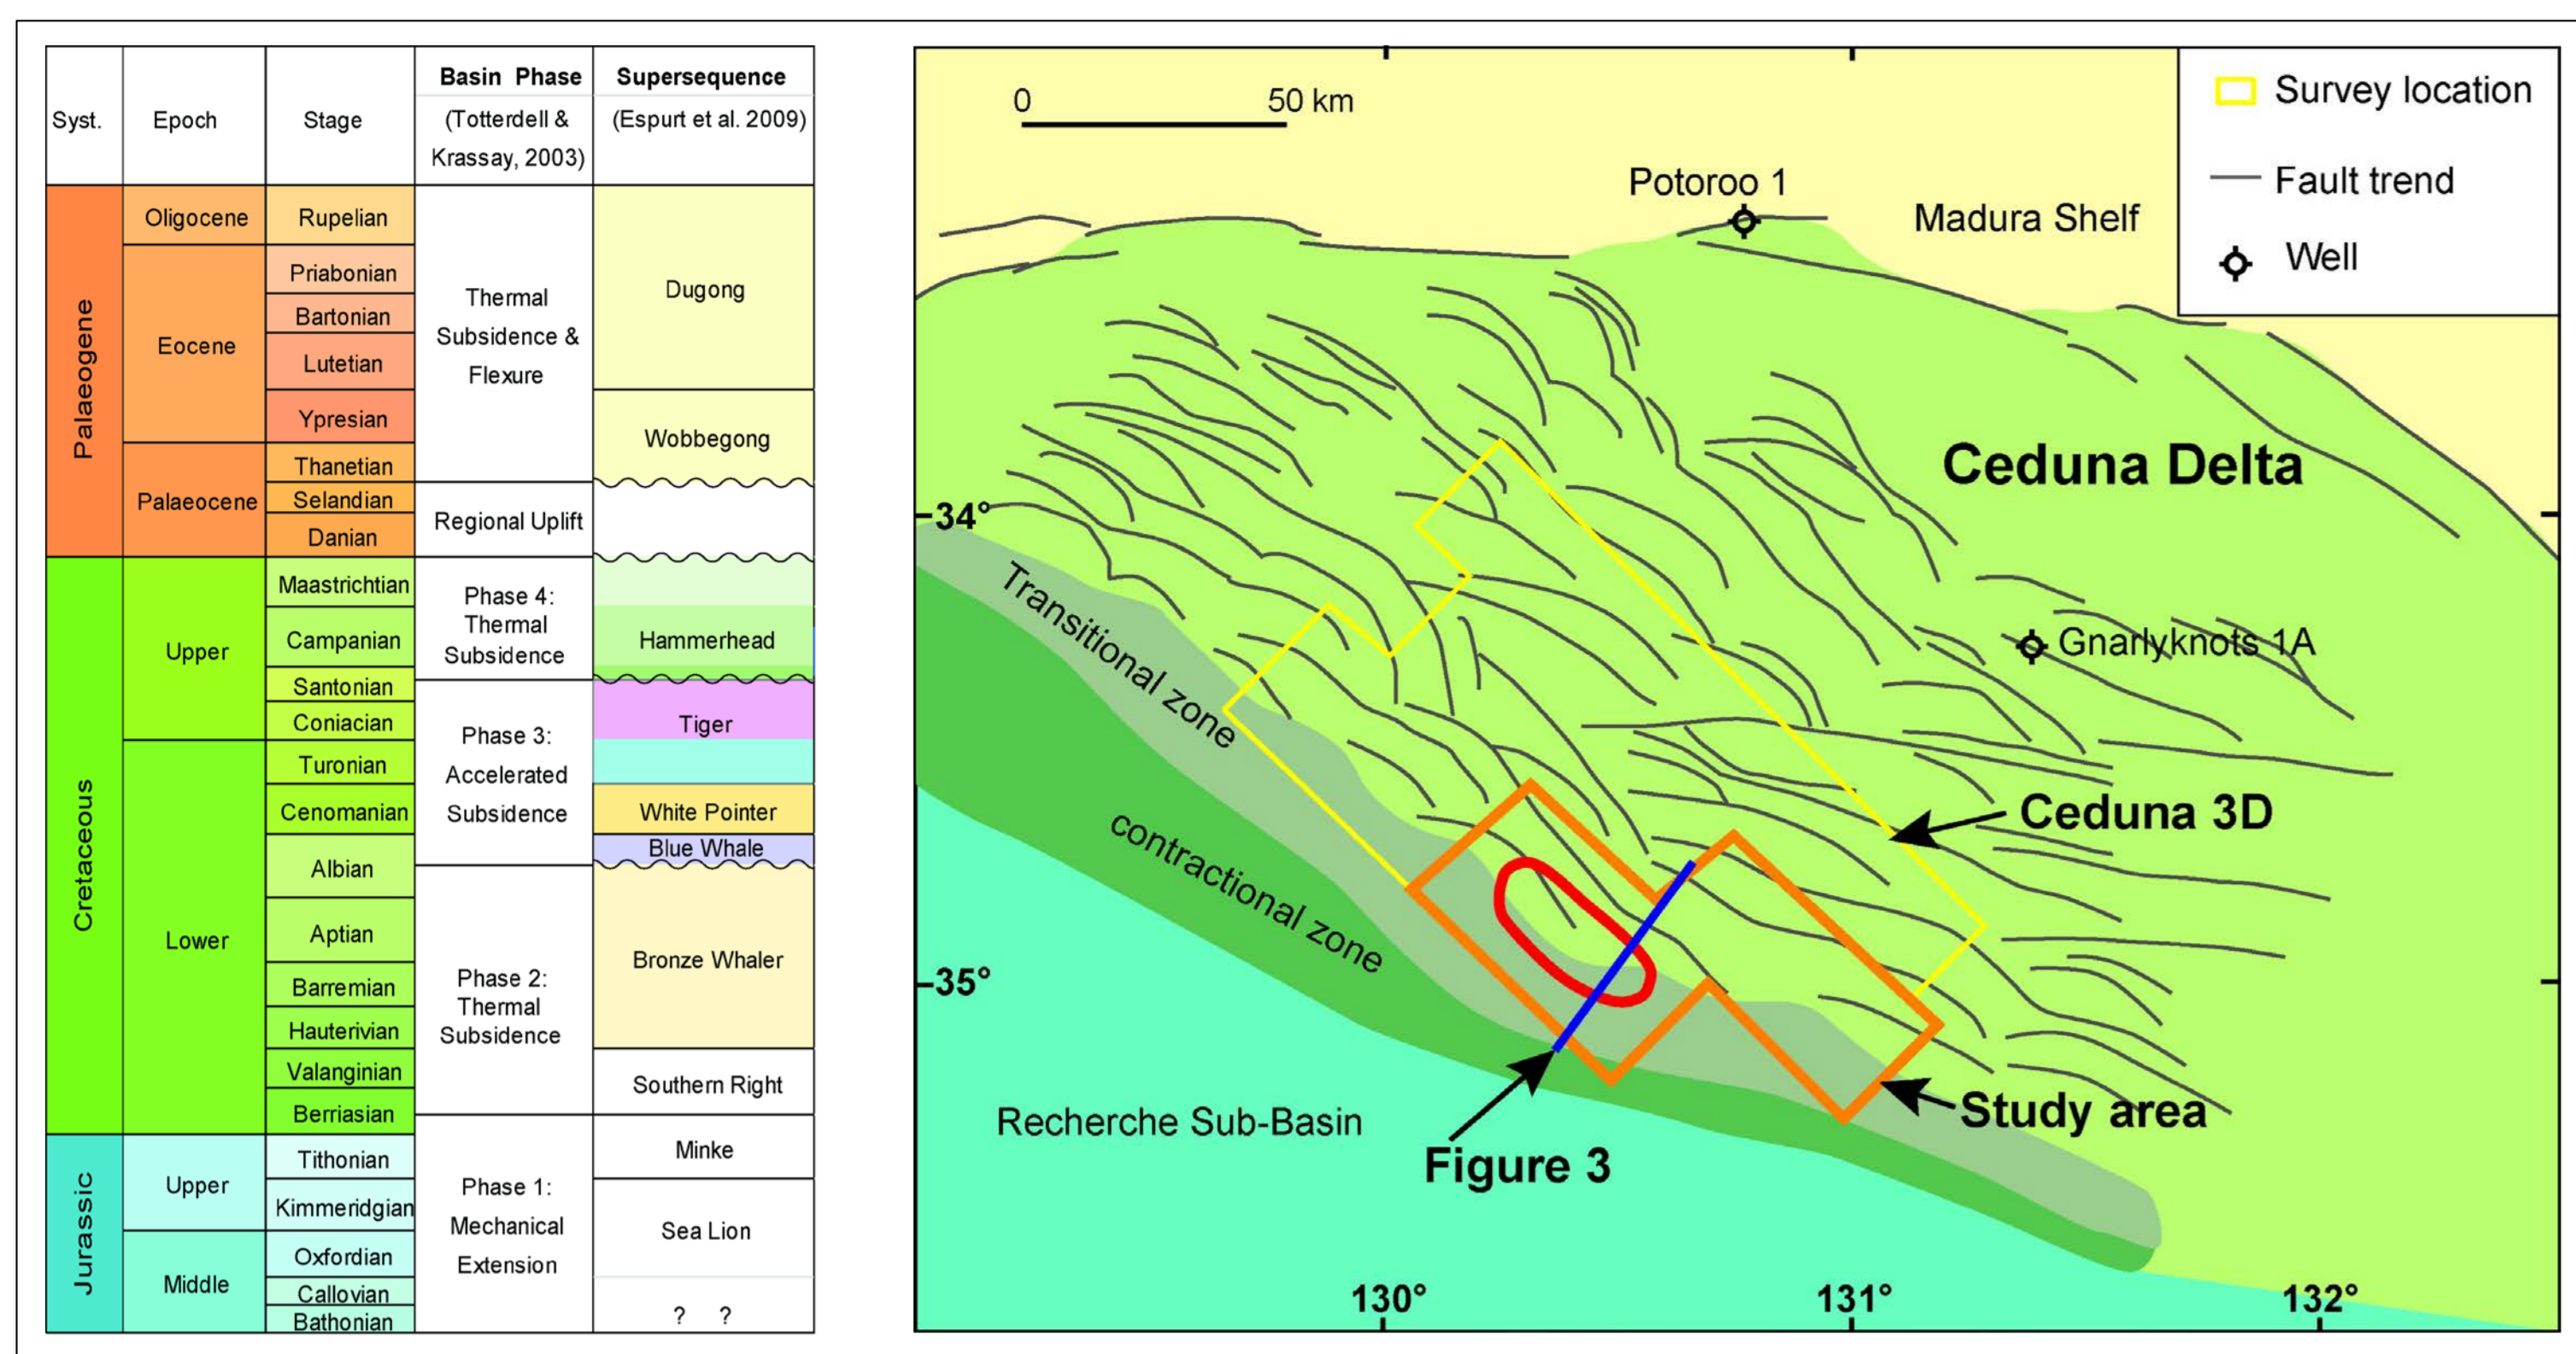 Syst.
Epoch
Stage
Basin Phase
(Totterdell &
Krassay, 2003)
Supersequence
(Espurt et al. 2009)
Palaeogene
Cretaceous
Jurassic
Oligocene
Eocene
Palaeocene
Upper
Lower
Upper
Middle
Rupelian
Priabonian
Bartonian
Lutetian
Ypresian
Thanetian
Selandian
Danian
Maastrichtian
Campanian
Santonian
Coniacian
Turonian
Cenomanian
Albian
Aptian
Barremian
Hauterivian
Valanginian
Berriasian
Tithonian
Kimmeridgian
Oxfordian
Callovian
Bathonian
Thermal
Subsidence &
Flexure
Regional Uplift
Phase 4:
Thermal
Subsidence
Phase 3:
Accelerated
Subsidence
Phase 2:
Thermal
Subsidence
Phase 1:
Mechanical
Extension
Dugong
Wobbegong
Hammerhead
Tiger
White Pointer
Blue Whale
Bronze Whaler
Southern Right
Minke
Sea Lion
? ?
0 50 km
Survey location
Fault trend
Well
Potoroo 1
Madura Shelf
Ceduna Delta
34°
Transitional zone
Gnarlyknots 1A
Ceduna 3D
contractional zone
35°
Study area
Recherche Sub-Basin
Figure 3
130° 131° 132°